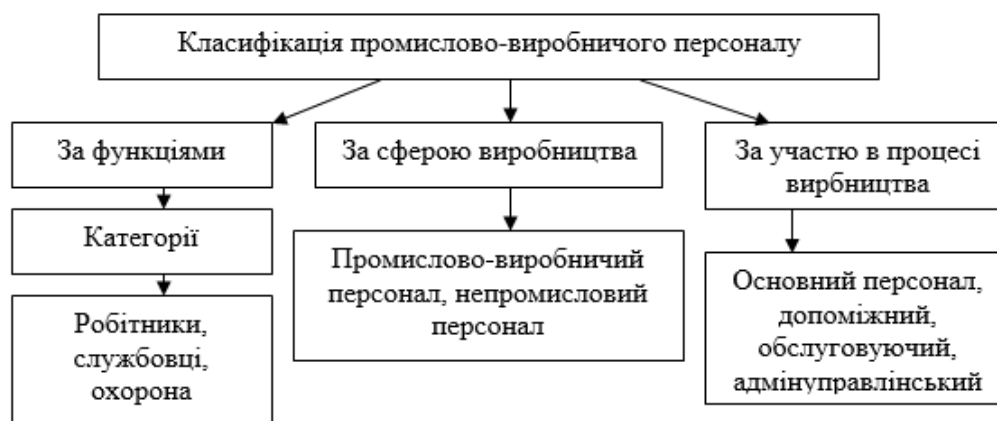 Класифікація промислово-виробничого персоналу
За функціями
За сферою виробництва
За участю в процесі
вирбництва
Категорії
Промислово-виробничий
персонал, непромисловий
персонал
Основний персонал,
допоміжний,
обслуговуючий,
адмінуправлінський
Робітники,
службовці,
охорона